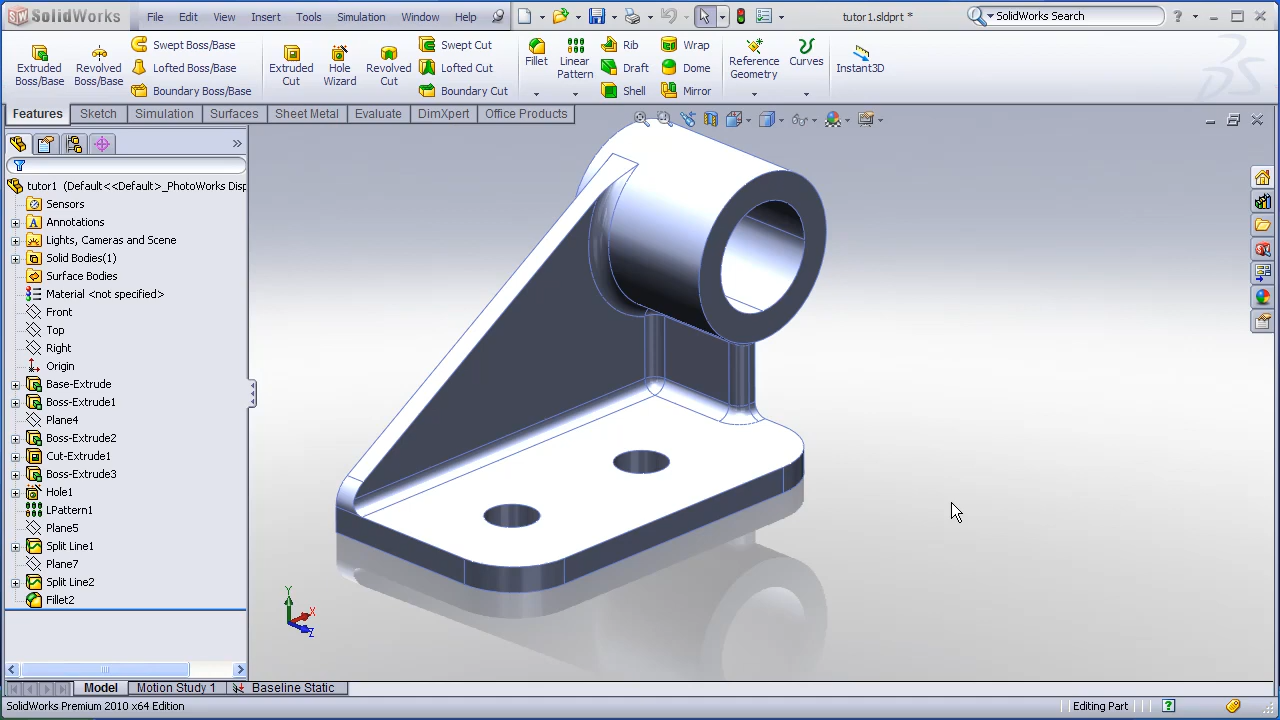 SolidWorks File Edit View Insert Tools Simulation Window Help tutor1.sldprt * SolidWorks Search
Extruded Boss/Base
Revolved Boss/Base
Swept Boss/Base
Lofted Boss/Base
Boundary Boss/Base
Extruded Cut
Hole Wizard
Revolved Cut
Swept Cut
Lofted Cut
Boundary Cut
Fillet
Linear Pattern
Rib
Draft
Shell
Wrap
Dome
Mirror
Reference Geometry
Curves
Instant3D
Features Sketch Simulation Surfaces Sheet Metal Evaluate DimXpert Office Products
tutor1 (Default<<Default>_PhotoWorks Disp
Sensors
Annotations
Lights, Cameras and Scene
Solid Bodies(1)
Surface Bodies
Material <not specified>
Front
Top
Right
Origin
Base-Extrude
Boss-Extrude1
Plane4
Boss-Extrude2
Cut-Extrude1
Boss-Extrude3
Hole1
LPattern1
Plane5
Split Line1
Plane7
Split Line2
Fillet2
Y
X
Z
Model Motion Study 1 Baseline Static
SolidWorks Premium 2010 x64 Edition Editing Part